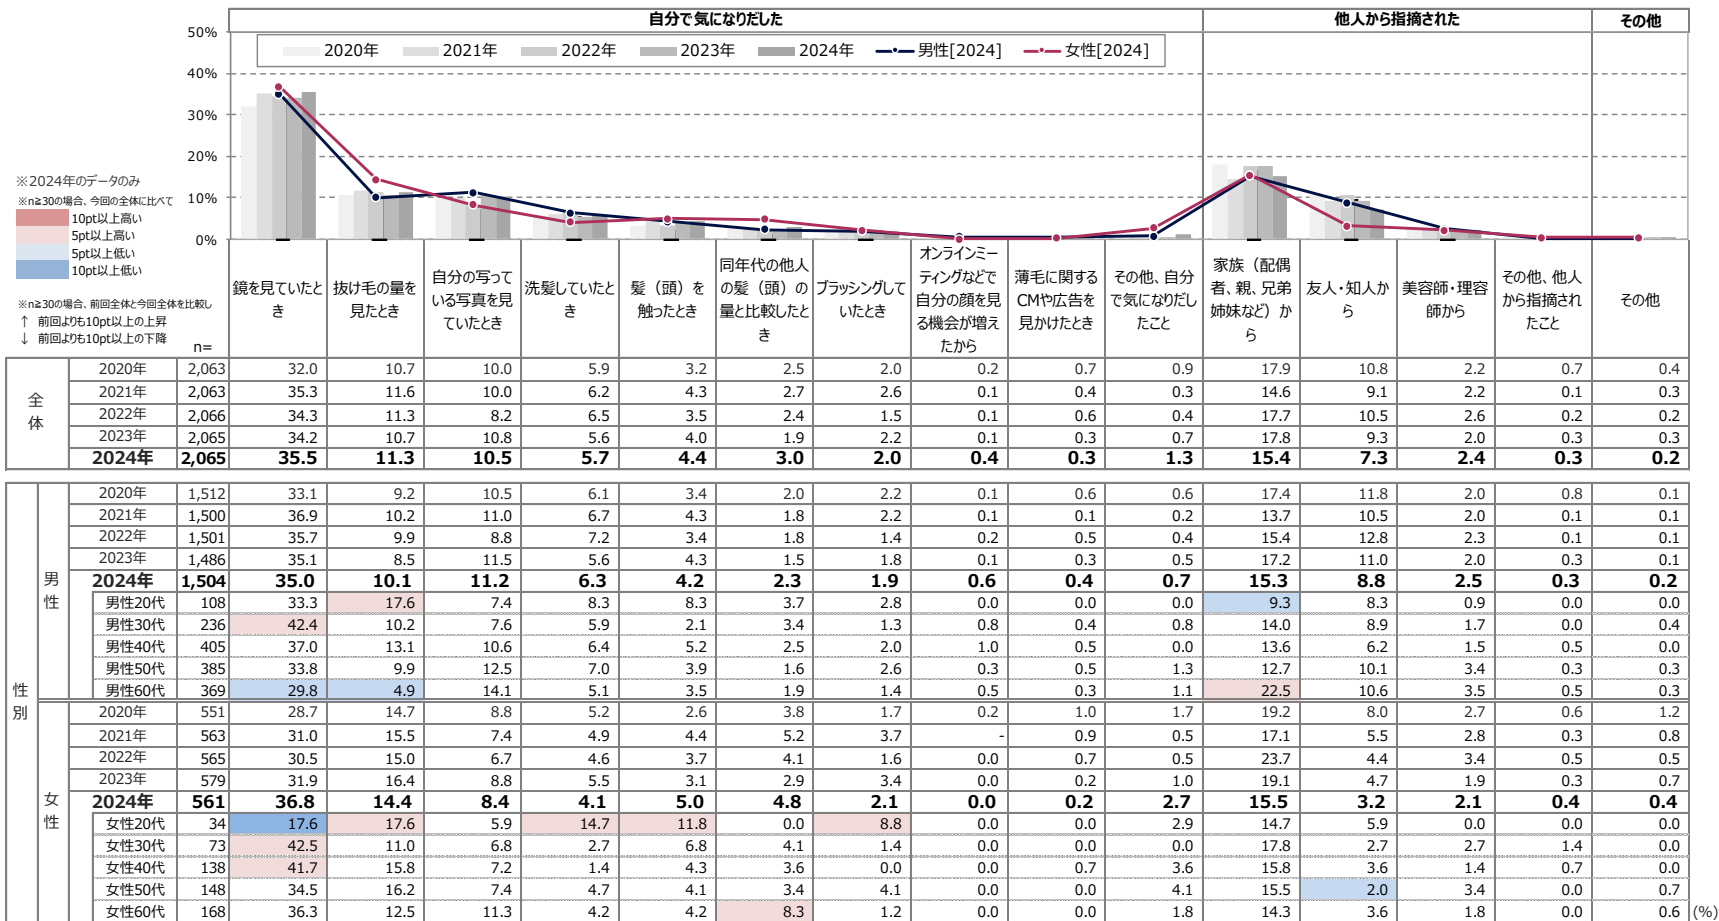 自分で気になりだした 他人から指摘された その他
50%
40%
30%
20%
10%
0%
2020年 2021年 2022年 2023年 2024年 男性[2024] 女性[2024]
※2024年のデータのみ
※n≧30の場合、今回の全体に比べて
10pt以上高い
5pt以上高い
5pt以上低い
10pt以上低い
※n≧30の場合、前回全体と今回全体を比較し
↑ 前回よりも10pt以上の上昇
↓ 前回よりも10pt以上の下降
n=
鏡を見ていたと
き
抜け毛の量を
見たとき
自分の写って
いる写真を見
ていたとき
洗髪していたと
き
髪（頭）を
触ったとき
同年代の他人
の髪（頭）の
量と比較したと
き
ブラッシングして
いたとき
オンラインミー
ティングなどで
自分の顔を見
る機会が増え
たから
薄毛に関する
CMや広告を
見かけたとき
その他、自分
で気になりだし
たこと
家族（配偶
者、親、兄弟
姉妹など）か
ら
友人・知人か
ら
美容師・理容
師から
その他、他人
から指摘され
たこと
その他
全体
2020年 2,063 32.0 10.7 10.0 5.9 3.2 2.5 2.0 0.2 0.7 0.9 17.9 10.8 2.2 0.7 0.4
2021年 2,063 35.3 11.6 10.0 6.2 4.3 2.7 2.6 0.1 0.4 0.3 14.6 9.1 2.2 0.1 0.3
2022年 2,066 34.3 11.3 8.2 6.5 3.5 2.4 1.5 0.1 0.6 0.4 17.7 10.5 2.6 0.2 0.2
2023年 2,065 34.2 10.7 10.8 5.6 4.0 1.9 2.2 0.1 0.3 0.7 17.8 9.3 2.0 0.3 0.3
2024年 2,065 35.5 11.3 10.5 5.7 4.4 3.0 2.0 0.4 0.3 1.3 15.4 7.3 2.4 0.3 0.2
性別
男性
2020年 1,512 33.1 9.2 10.5 6.1 3.4 2.0 2.2 0.1 0.6 0.6 17.4 11.8 2.0 0.8 0.1
2021年 1,500 36.9 10.2 11.0 6.7 4.3 1.8 2.2 0.1 0.1 0.2 13.7 10.5 2.0 0.1 0.1
2022年 1,501 35.7 9.9 8.8 7.2 3.4 1.8 1.4 0.2 0.5 0.4 15.4 12.8 2.3 0.1 0.1
2023年 1,486 35.1 8.5 11.5 5.6 4.3 1.5 1.8 0.1 0.3 0.5 17.2 11.0 2.0 0.3 0.1
2024年 1,504 35.0 10.1 11.2 6.3 4.2 2.3 1.9 0.6 0.4 0.7 15.3 8.8 2.5 0.3 0.2
男性20代 108 33.3 17.6 7.4 8.3 8.3 3.7 2.8 0.0 0.0 0.0 9.3 8.3 0.9 0.0 0.0
男性30代 236 42.4 10.2 7.6 5.9 2.1 3.4 1.3 0.8 0.4 0.8 14.0 8.9 1.7 0.0 0.4
男性40代 405 37.0 13.1 10.6 6.4 5.2 2.5 2.0 1.0 0.5 0.0 13.6 6.2 1.5 0.5 0.0
男性50代 385 33.8 9.9 12.5 7.0 3.9 1.6 2.6 0.3 0.5 1.3 12.7 10.1 3.4 0.3 0.3
男性60代 369 29.8 4.9 14.1 5.1 3.5 1.9 1.4 0.5 0.3 1.1 22.5 10.6 3.5 0.5 0.3
女性
2020年 551 28.7 14.7 8.8 5.2 2.6 3.8 1.7 0.2 1.0 1.7 19.2 8.0 2.7 0.6 1.2
2021年 563 31.0 15.5 7.4 4.9 4.4 5.2 3.7 - 0.9 0.5 17.1 5.5 2.8 0.3 0.8
2022年 565 30.5 15.0 6.7 4.6 3.7 4.1 1.6 0.0 0.7 0.5 23.7 4.4 3.4 0.5 0.5
2023年 579 31.9 16.4 8.8 5.5 3.1 2.9 3.4 0.0 0.2 1.0 19.1 4.7 1.9 0.3 0.7
2024年 561 36.8 14.4 8.4 4.1 5.0 4.8 2.1 0.0 0.2 2.7 15.5 3.2 2.1 0.4 0.4
女性20代 34 17.6 17.6 5.9 14.7 11.8 0.0 8.8 0.0 0.0 2.9 14.7 5.9 0.0 0.0 0.0
女性30代 73 42.5 11.0 6.8 2.7 6.8 4.1 1.4 0.0 0.0 0.0 17.8 2.7 2.7 1.4 0.0
女性40代 138 41.7 15.8 7.2 1.4 4.3 3.6 0.0 0.0 0.7 3.6 15.8 3.6 1.4 0.7 0.0
女性50代 148 34.5 16.2 7.4 4.7 4.1 3.4 4.1 0.0 0.0 4.1 15.5 2.0 3.4 0.0 0.7
女性60代 168 36.3 12.5 11.3 4.2 4.2 8.3 1.2 0.0 0.0 1.8 14.3 3.6 1.8 0.0 0.6 (%)